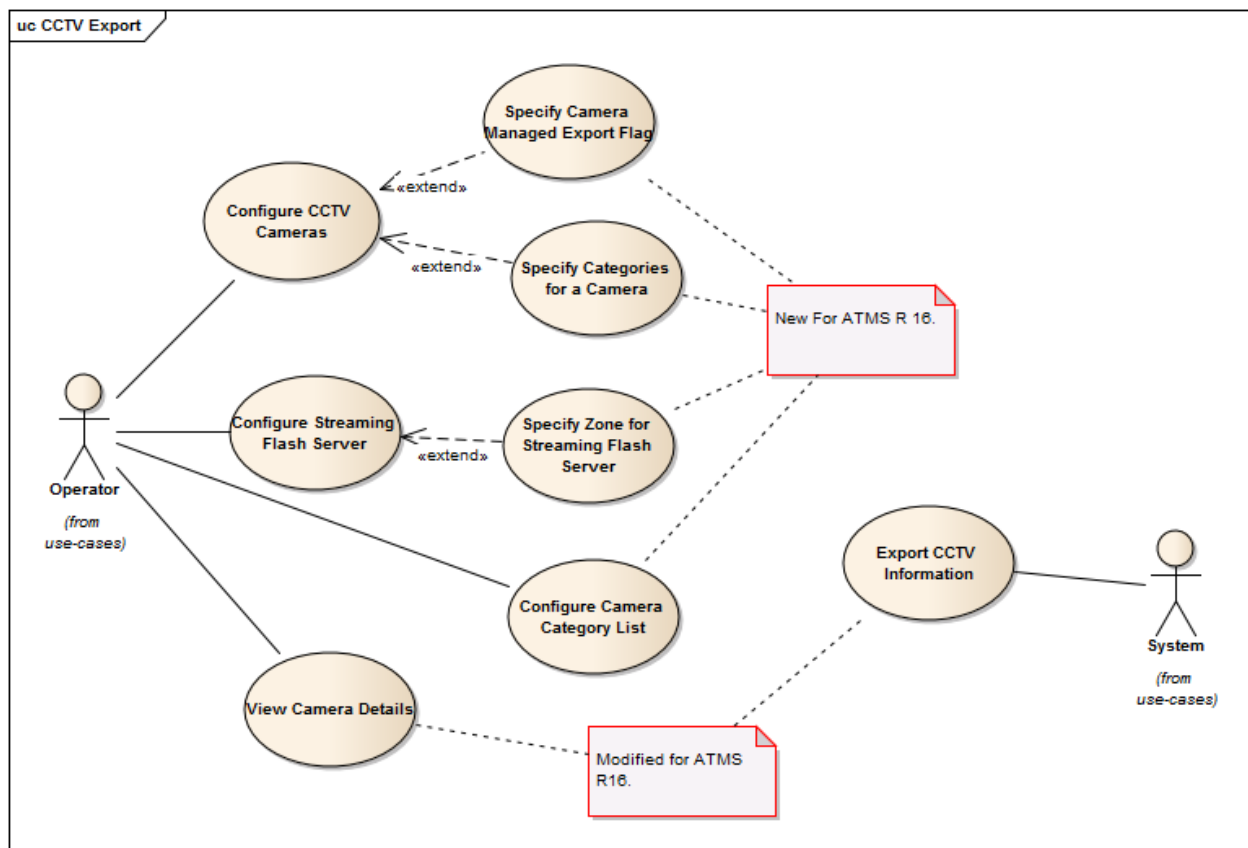 uc CCTV Export
Specify Camera
Managed Export Flag
«extend»
Configure CCTV
Cameras
«extend»
Specify Categories
for a Camera
New For ATMS R 16.
Configure Streaming
Flash Server
«extend»
Specify Zone for
Streaming Flash
Server
Operator
(from
use-cases)
Export CCTV
Information
Configure Camera
Category List
System
(from
use-cases)
View Camera Details
Modified for ATMS
R16.